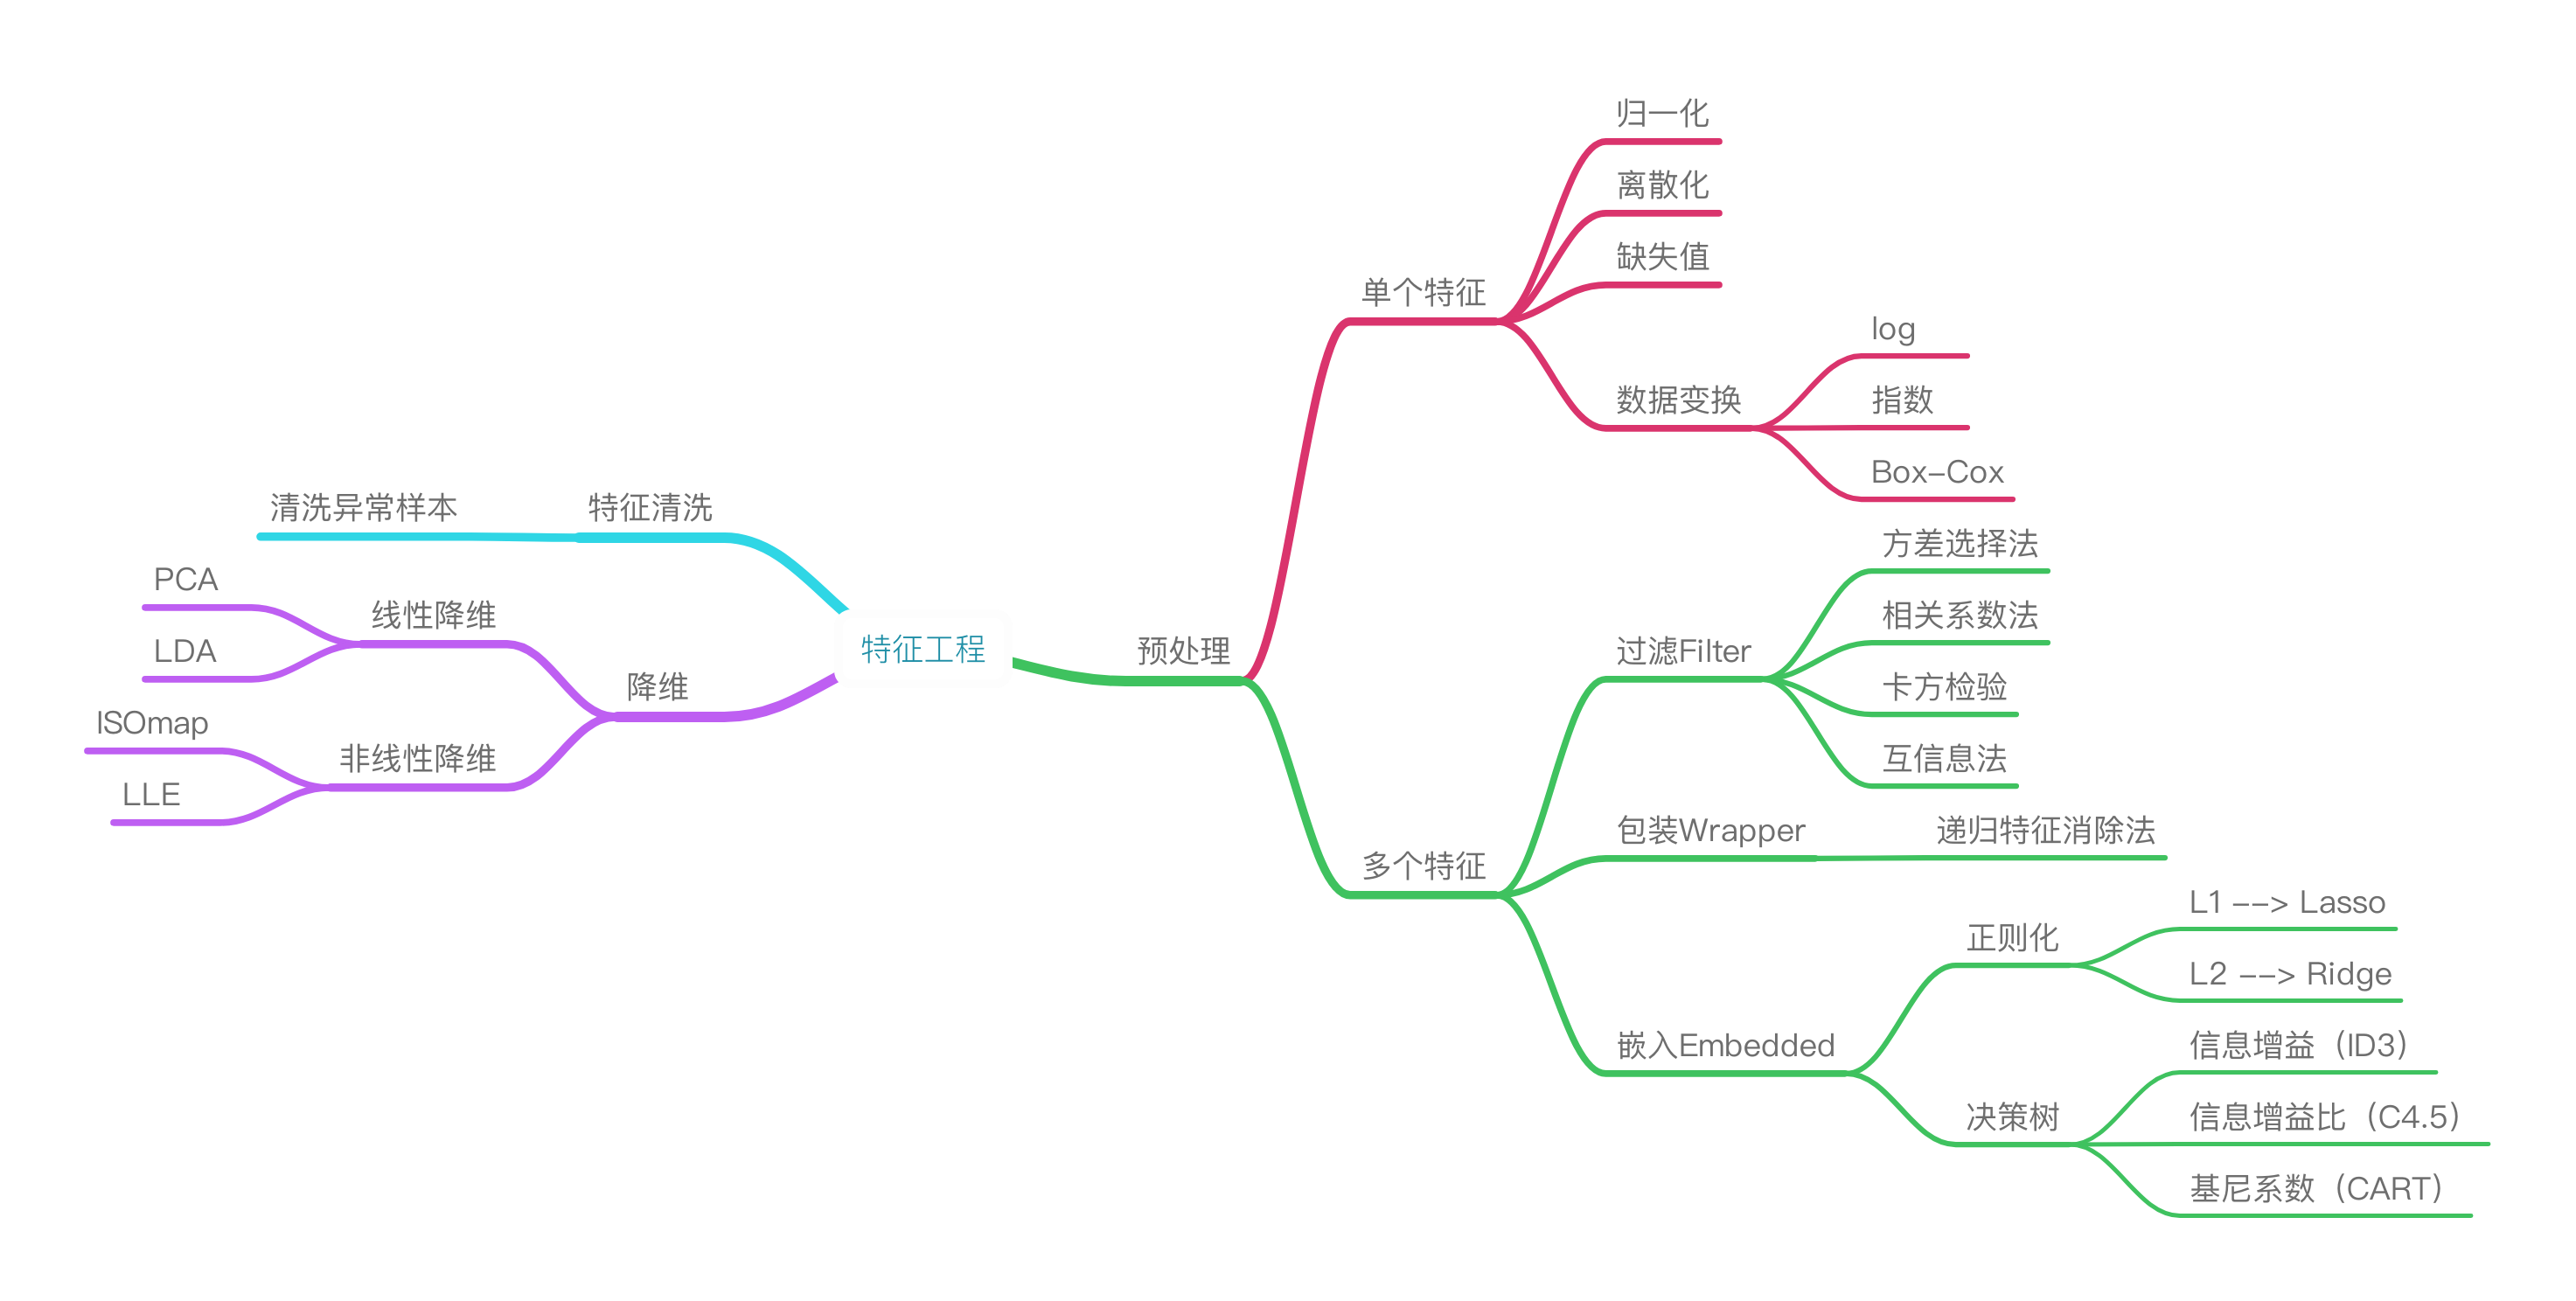 特征工程
预处理
单个特征
归一化
离散化
缺失值
数据变换
log
指数
Box-Cox
多个特征
过滤Filter
方差选择法
相关系数法
卡方检验
互信息法
包装Wrapper
递归特征消除法
嵌入Embedded
正则化
L1 --> Lasso
L2 --> Ridge
决策树
信息增益（ID3）
信息增益比（C4.5）
基尼系数（CART）
特征清洗
清洗异常样本
降维
线性降维
PCA
LDA
非线性降维
ISOmap
LLE